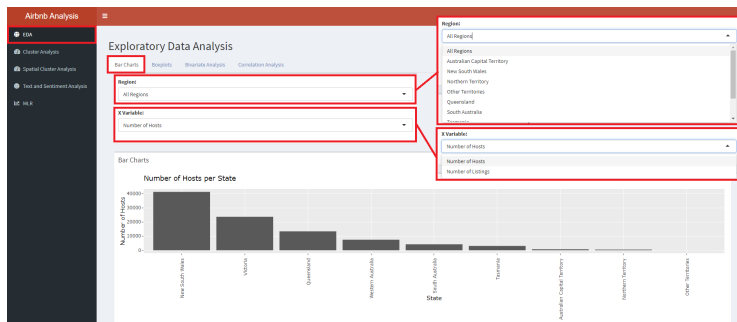 Airbnb Analysis
EDA
Cluster Analysis
Spatial Cluster Analysis
Text and Sentiment Analysis
MLR
Exploratory Data Analysis
Bar Charts
Boxplots
Bivariate Analysis
Correlation Analysis
Region:
All Regions
X Variable:
Number of Hosts
Region:
All Regions
All Regions
Australian Capital Territory
New South Wales
Northern Territory
Other Territories
Queensland
South Australia
Tasmania
X Variable:
Number of Hosts
Number of Hosts
Number of Listings
Bar Charts
Number of Hosts per State
Number of Hosts
40000
30000
20000
10000
0
New South Wales
Victoria
Queensland
Western Australia
South Australia
Tasmania
Australian Capital Territory
Northern Territory
Other Territories
State